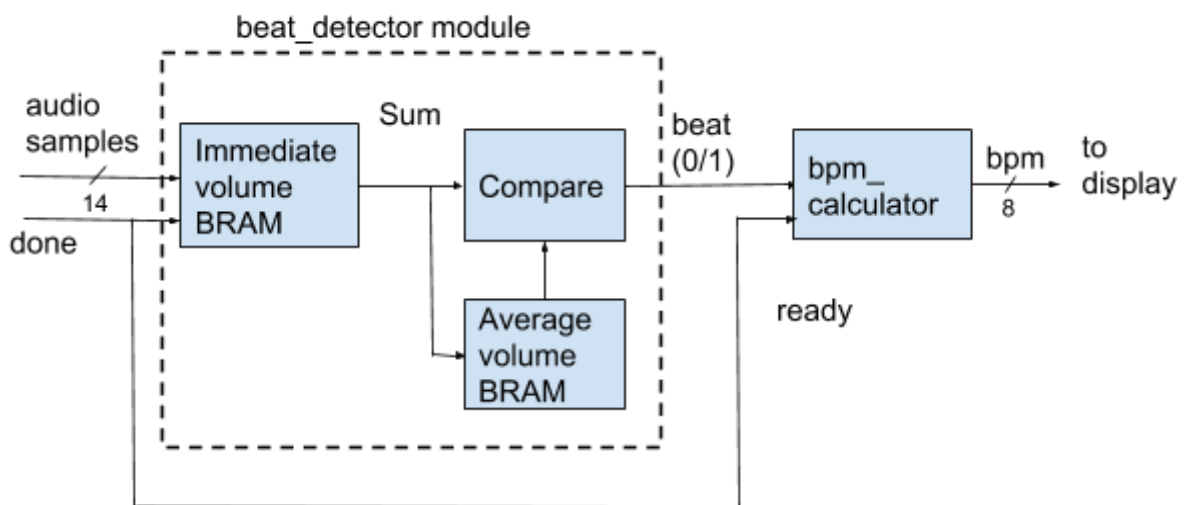 beat_detector module
audio
samples
14
done
Immediate
volume
BRAM
Sum
Compare
Average
volume
BRAM
beat
(0/1)
ready
bpm_
calculator
bpm
8
to
display